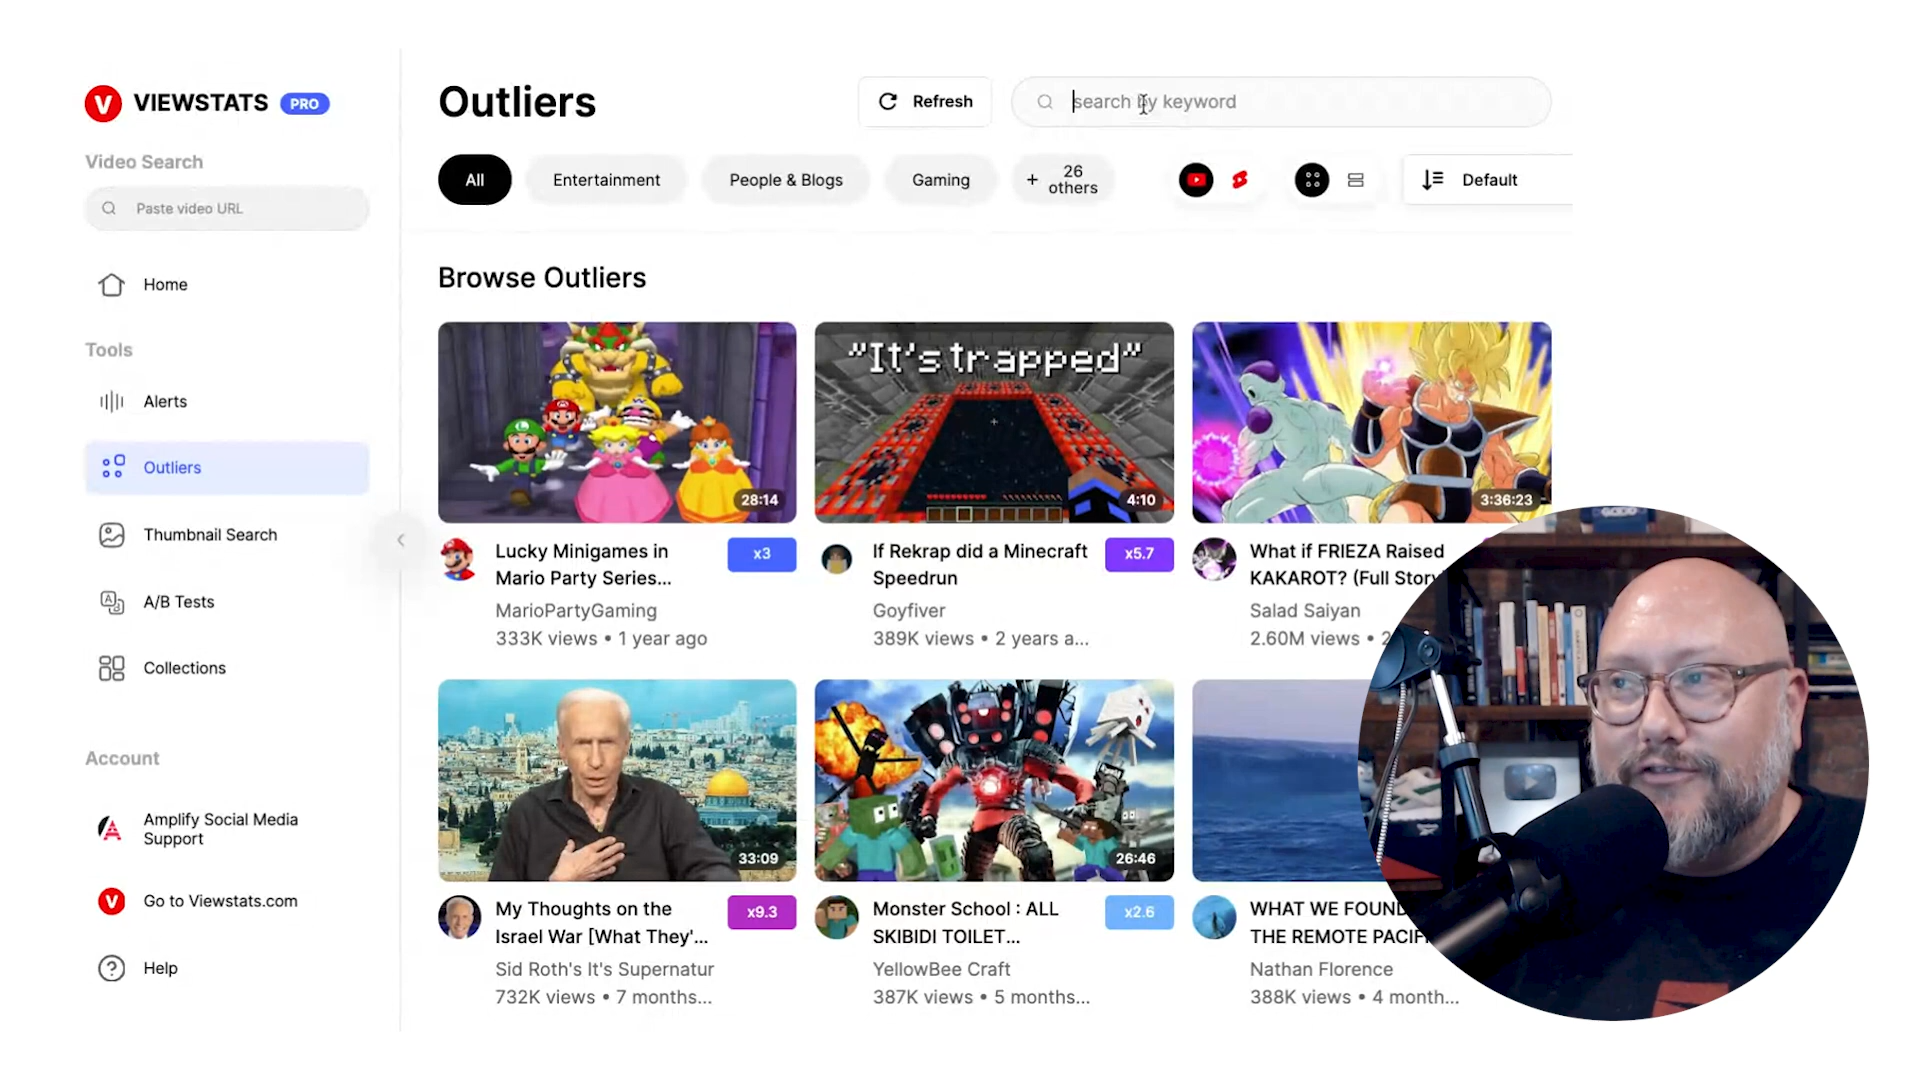 V VIEWSTATS PRO
Video Search
Paste video URL
Home
Tools
Alerts
Outliers
Thumbnail Search
A/B Tests
Collections
Account
Amplify Social Media
Support
V Go to Viewstats.com
Help
Outliers
Refresh
search by keyword
All
Entertainment
People & Blogs
Gaming
+ 26
others
Default
Browse Outliers
28:14
Lucky Minigames in
Mario Party Series...
x3
MarioPartyGaming
333K views • 1 year ago
"It's trapped"
4:10
If Rekrap did a Minecraft
Speedrun
x5.7
Goyfiver
389K views • 2 years a...
3:36:23
What if FRIEZA Raised
KAKAROT? (Full Story
Salad Saiyan
2.60M views • 2
33:09
My Thoughts on the
Israel War [What They'...
x9.3
Sid Roth's It's Supernatur
732K views • 7 months...
26:46
Monster School : ALL
SKIBIDI TOILET...
x2.6
YellowBee Craft
387K views • 5 months...
WHAT WE FOUND
THE REMOTE PACIF
Nathan Florence
388K views • 4 month...